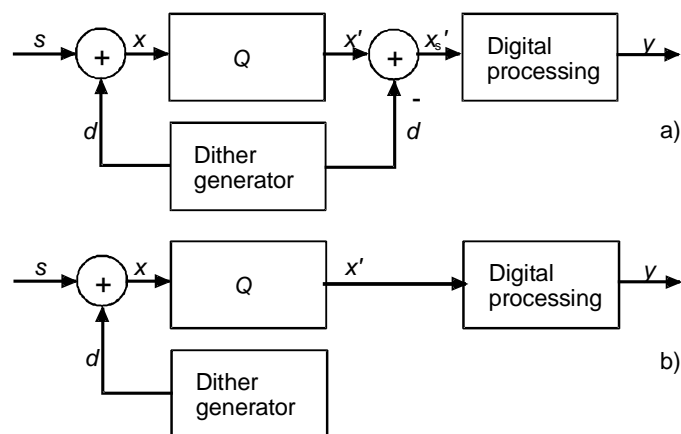 s x x' xs' y
+ Q + Digital
processing
-
d Dither d
generator
a)
s x x' y
+ Q Digital
processing
d Dither
generator
b)